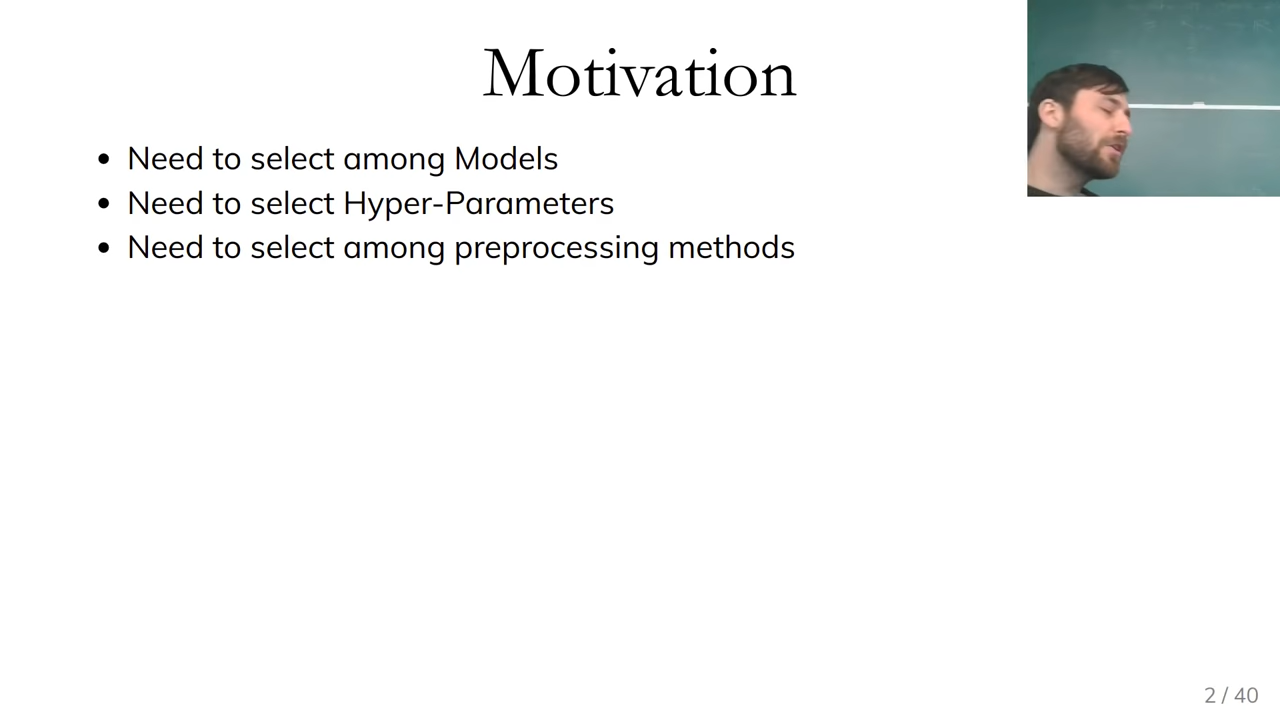 Motivation
• Need to select among Models
• Need to select Hyper-Parameters
• Need to select among preprocessing methods
2 / 40